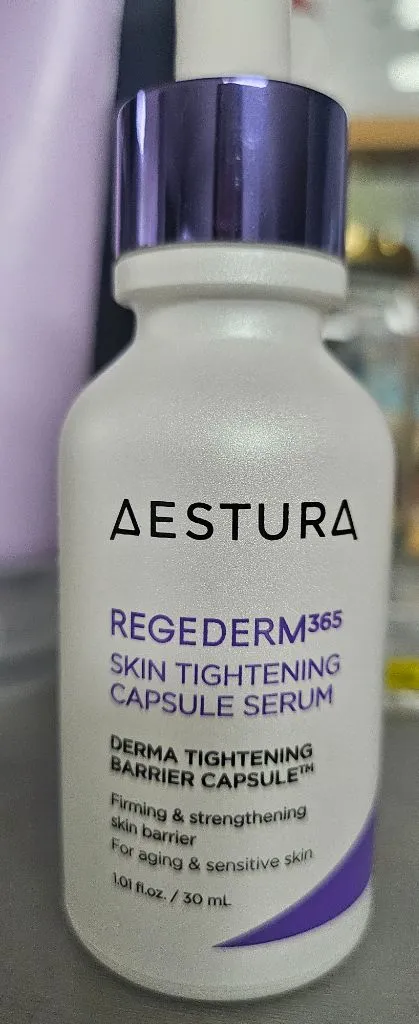 AESTURA
REGEDERM³⁶⁵
SKIN TIGHTENING
CAPSULE SERUM
DERMA TIGHTENING
BARRIER CAPSULE™
Firming & strengthening
skin barrier
For aging & sensitive skin
1.01 fl.oz. / 30 mL